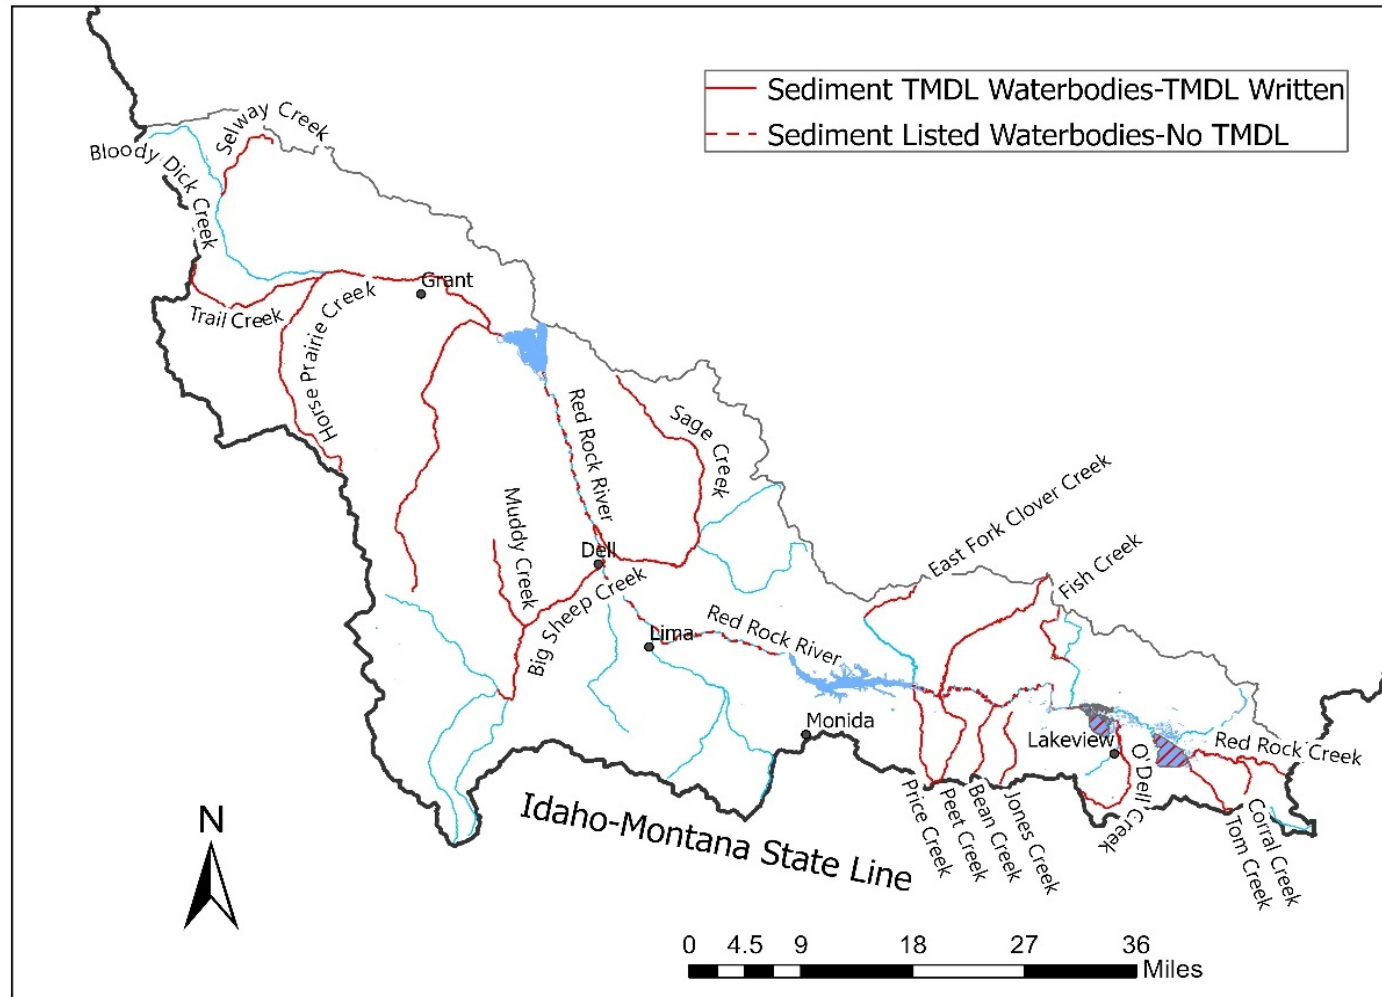 Sediment TMDL Waterbodies-TMDL Written
Sediment Listed Waterbodies-No TMDL
Selway Creek
Bloody Dick Creek
Grant
Trail Creek
Horse Prairie Creek
Red Rock River
Sage Creek
Muddy Creek
East Fork Clover Creek
Fish Creek
Dell
Big Sheep Creek
Lima
Red Rock River
Monida
Lakeview
O'Dell Creek
Red Rock Creek
Price Creek
Peet Creek
Bean Creek
Jones Creek
Tom Creek
Corral Creek
Idaho-Montana State Line
N
0 4.5 9 18 27 36
Miles